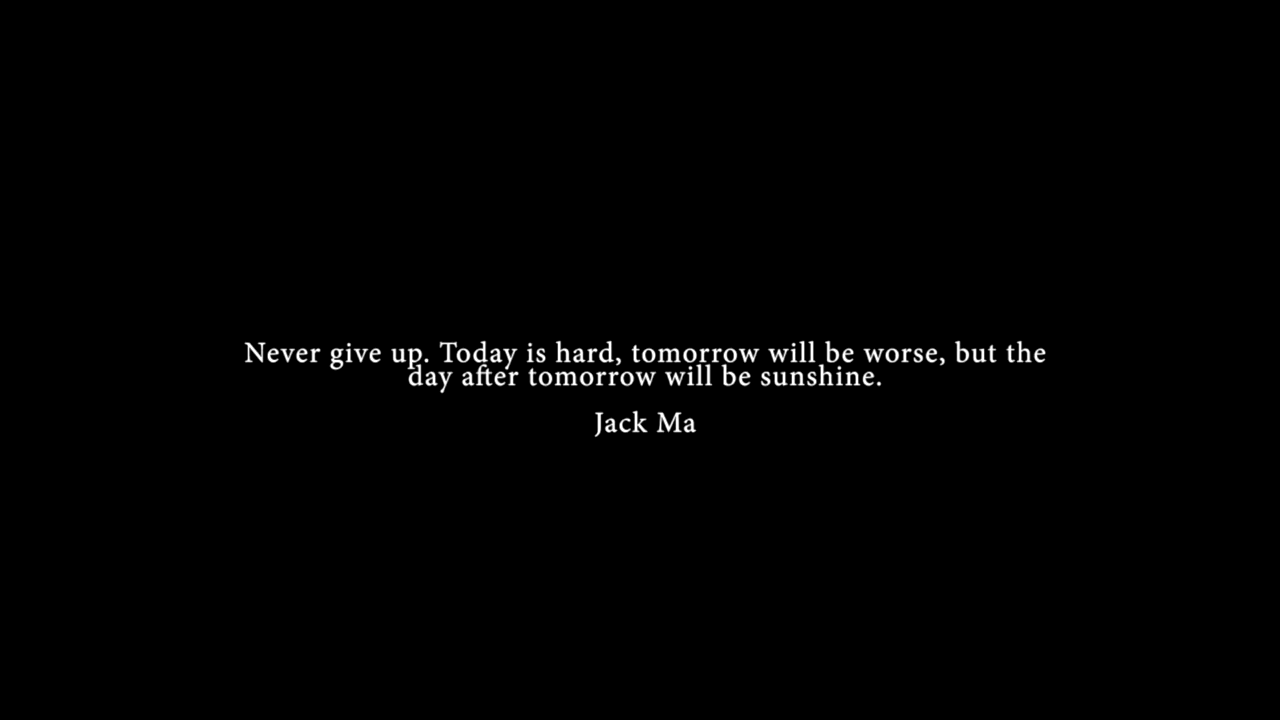 Never give up. Today is hard, tomorrow will be worse, but the
day after tomorrow will be sunshine.
Jack Ma